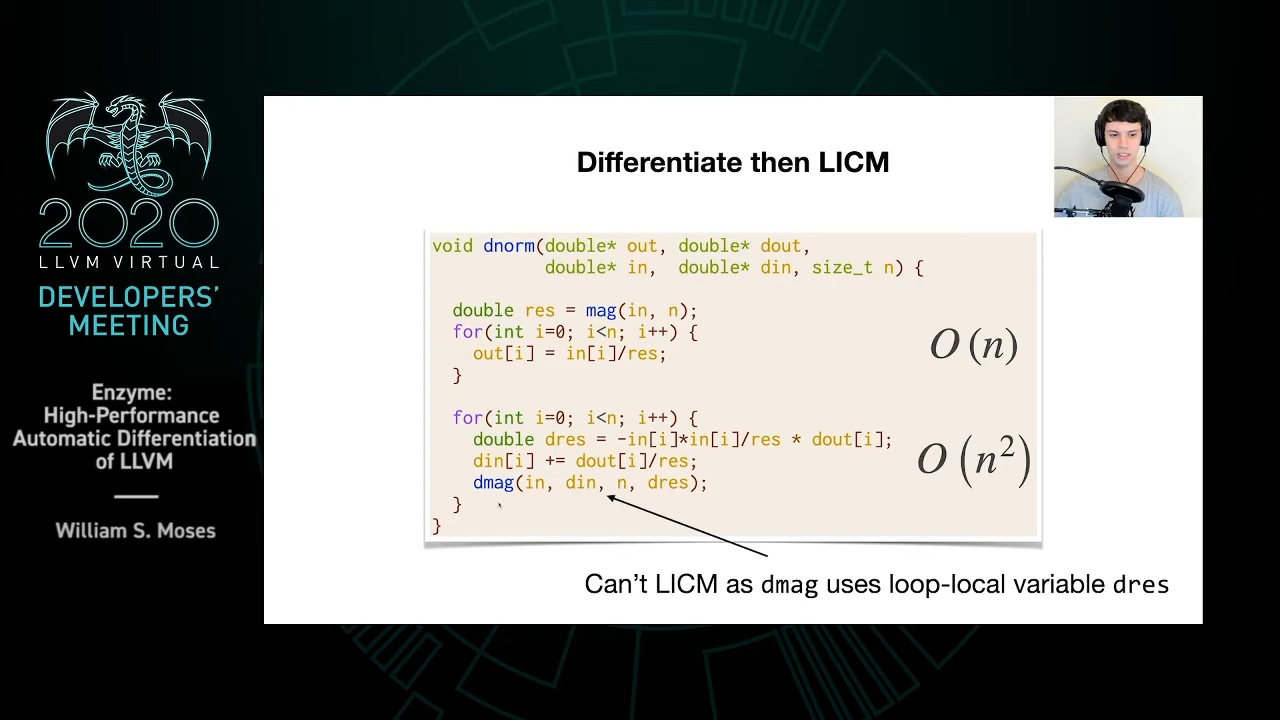 2020
LLVM VIRTUAL
DEVELOPERS'
MEETING
Enzyme:
High-Performance
Automatic Differentiation
of LLVM
William S. Moses
Differentiate then LICM
void dnorm(double* out, double* dout,
double* in, double* din, size_t n) {
double res = mag(in, n);
for(int i=0; i<n; i++) {
out[i] = in[i]/res;
}
O(n)
for(int i=0; i<n; i++) {
double dres = -in[i]*in[i]/res * dout[i];
din[i] += dout[i]/res;
dmag(in, din, n, dres);
}
}
O(n²)
Can't LICM as dmag uses loop-local variable dres